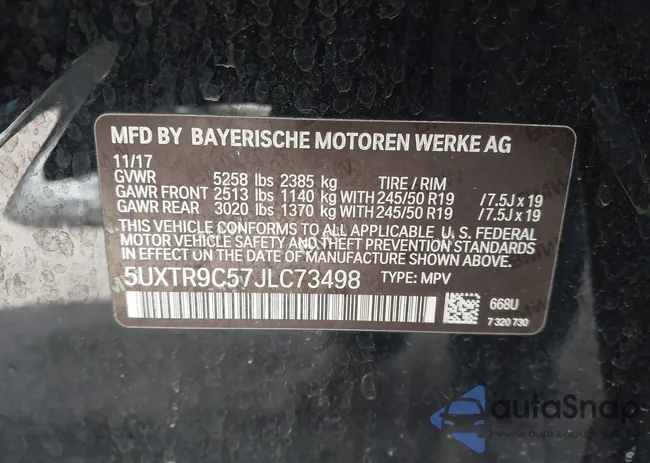 MFD BY BAYERISCHE MOTOREN WERKE AG
11/17
GVWR 5258 lbs 2385 kg TIRE / RIM
GAWR FRONT 2513 lbs 1140 kg WITH 245/50 R19 /7.5J x 19
GAWR REAR 3020 lbs 1370 kg WITH 245/50 R19 /7.5J x 19
THIS VEHICLE CONFORMS TO ALL APPLICABLE U. S. FEDERAL
MOTOR VEHICLE SAFETY AND THEFT PREVENTION STANDARDS
IN EFFECT ON THE DATE OF MANUFACTURE SHOWN ABOVE.
5UXTR9C57JLC73498 TYPE: MPV
668U
7 320 730
autoSnap
Pewne auto z aukcji